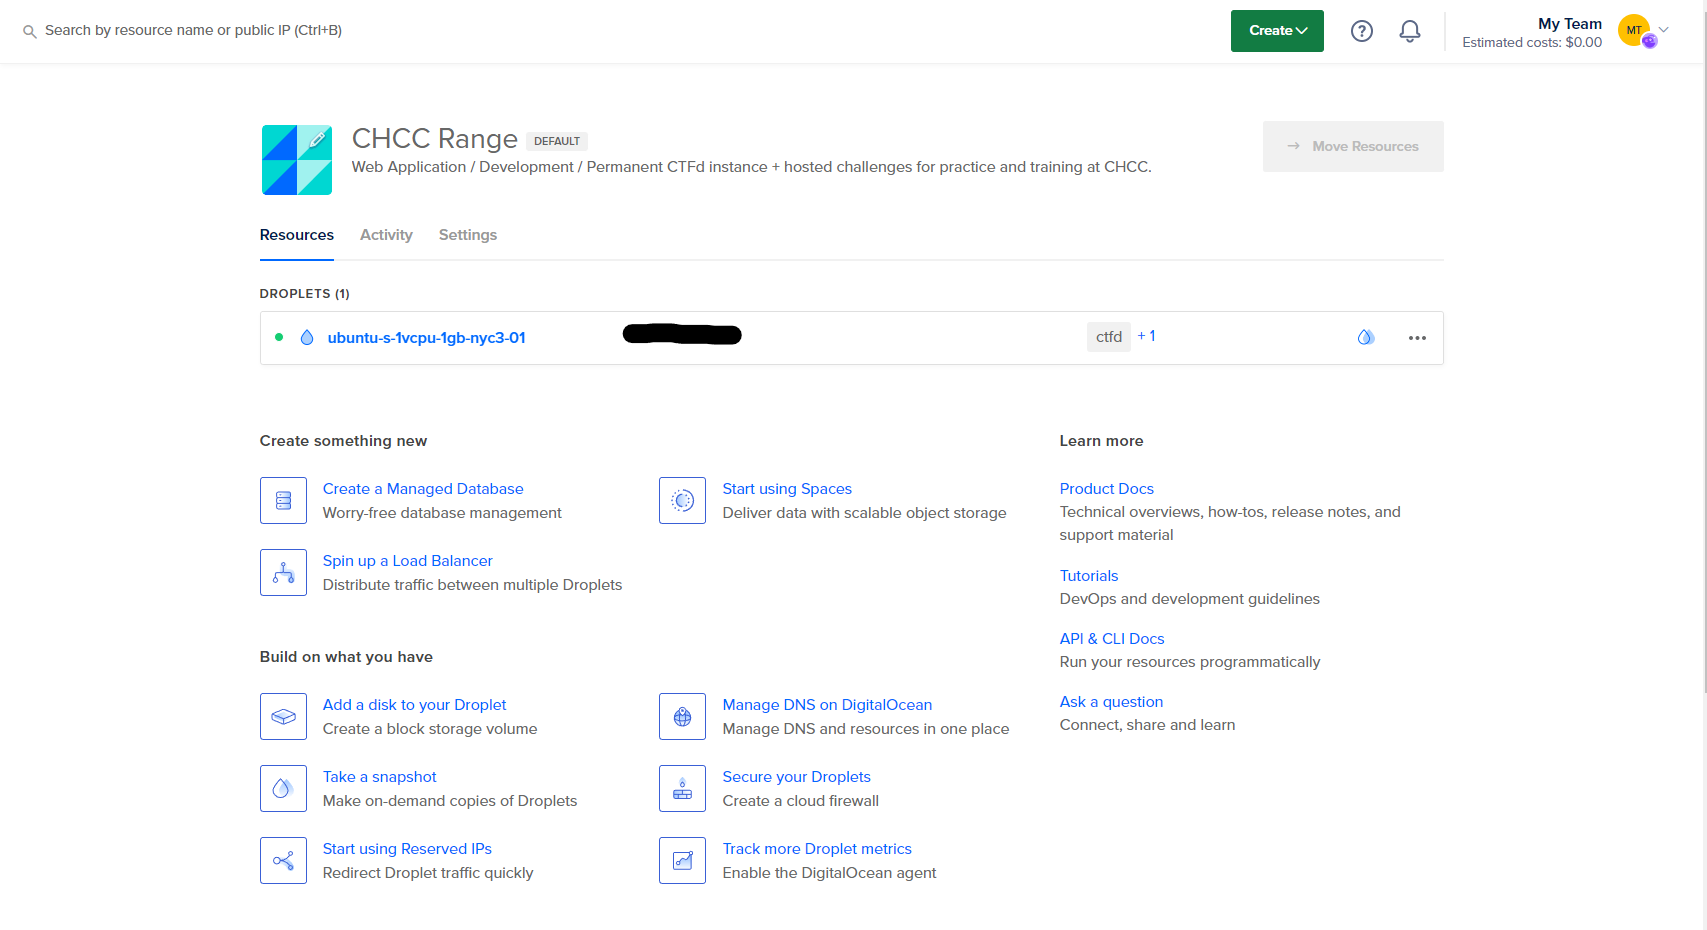 Search by resource name or public IP (Ctrl+B)
Create
?
My Team
Estimated costs: $0.00
MT
CHCC Range DEFAULT
Web Application / Development / Permanent CTFd instance + hosted challenges for practice and training at CHCC.
→ Move Resources
Resources Activity Settings
DROPLETS (1)
ubuntu-s-1vcpu-1gb-nyc3-01 ctfd + 1 •••
Create something new
Create a Managed Database
Worry-free database management
Start using Spaces
Deliver data with scalable object storage
Spin up a Load Balancer
Distribute traffic between multiple Droplets
Build on what you have
Add a disk to your Droplet
Create a block storage volume
Manage DNS on DigitalOcean
Manage DNS and resources in one place
Take a snapshot
Make on-demand copies of Droplets
Secure your Droplets
Create a cloud firewall
Start using Reserved IPs
Redirect Droplet traffic quickly
Track more Droplet metrics
Enable the DigitalOcean agent
Learn more
Product Docs
Technical overviews, how-tos, release notes, and
support material
Tutorials
DevOps and development guidelines
API & CLI Docs
Run your resources programmatically
Ask a question
Connect, share and learn